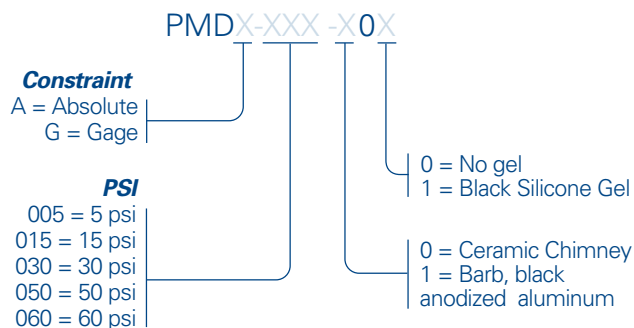 PMDX-XXX -X0X
Constraint
A = Absolute
G = Gage
PSI
005 = 5 psi
015 = 15 psi
030 = 30 psi
050 = 50 psi
060 = 60 psi
0 = No gel
1 = Black Silicone Gel
0 = Ceramic Chimney
1 = Barb, black
anodized aluminum